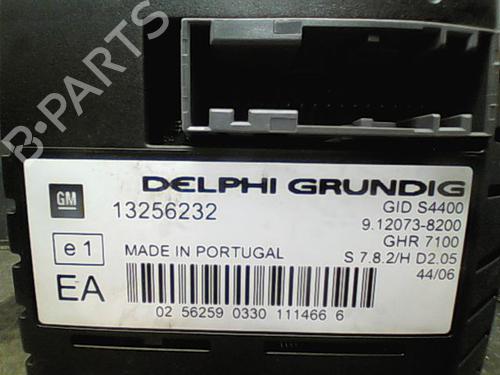 B-PARTS
DELPHI GRUNDIG
GM
13256232
GID S4400
9.12073-8200
e1
GHR 7100
MADE IN PORTUGAL
S 7.8.2/H D2.05
44/06
EA
02 56259 0330 111466 6